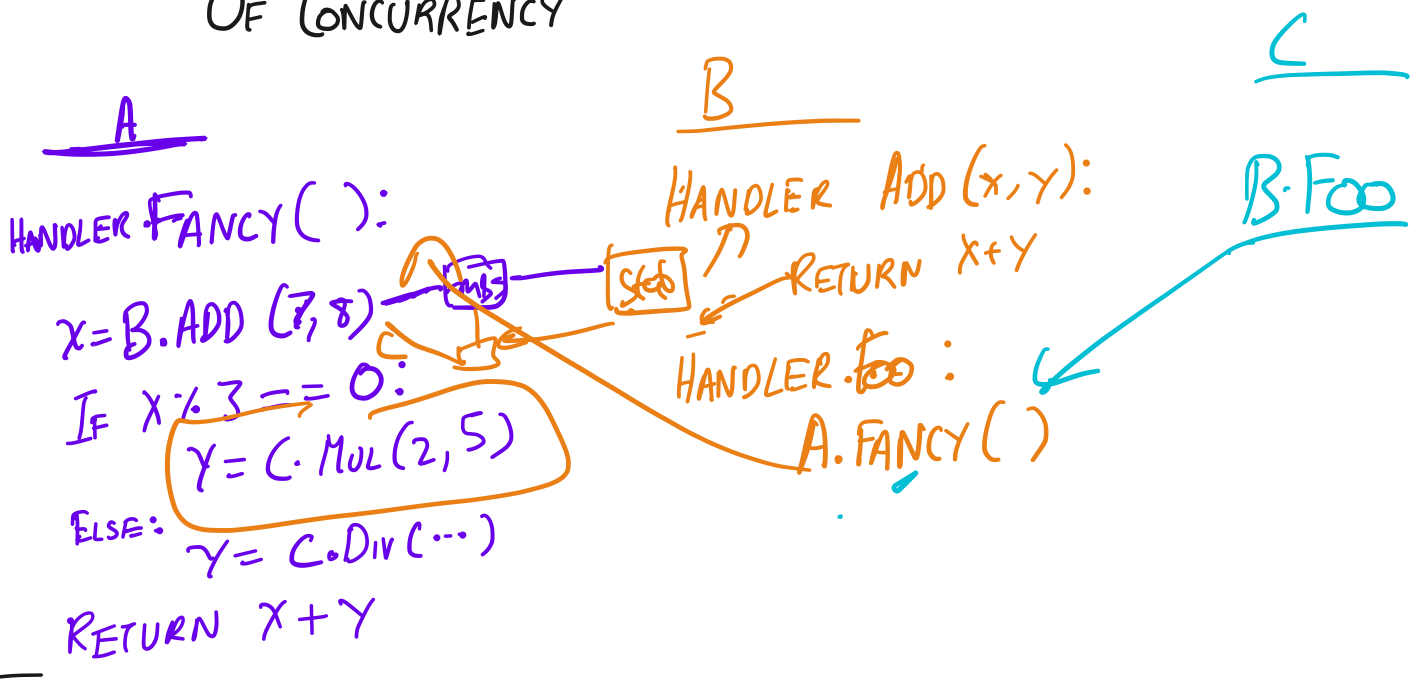 OF CONCURRENCY
A
HANDLER.FANCY( ):
X=B.ADD (7, 8)
IF X%3 == 0:
Y= C.MUL(2, 5)
ELSE:
Y= C.DIV(...)
RETURN X+Y
B
HANDLER ADD(X,Y):
RETURN X+Y
HANDLER.FOO :
A.FANCY( )
C
B.FOO